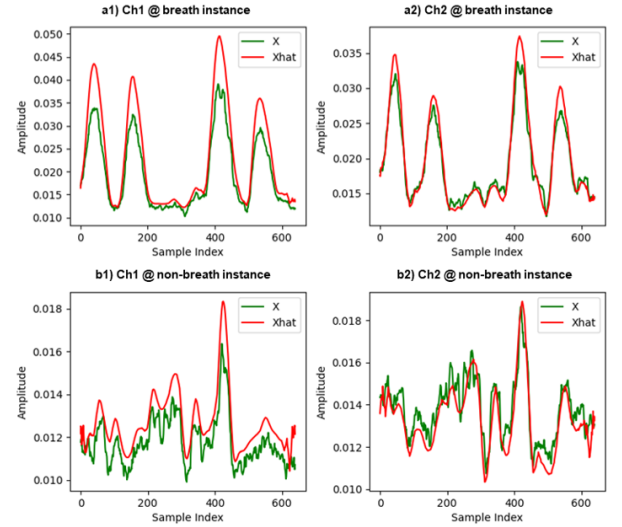 a1) Ch1 @ breath instance
0.050
0.045
0.040
0.035
0.030
0.025
0.020
0.015
0.010
Amplitude
X
Xhat
0
200
400
600
Sample Index
a2) Ch2 @ breath instance
0.035
0.030
0.025
0.020
0.015
Amplitude
X
Xhat
0
200
400
600
Sample Index
b1) Ch1 @ non-breath instance
0.018
0.016
0.014
0.012
0.010
Amplitude
X
Xhat
0
200
400
600
Sample Index
b2) Ch2 @ non-breath instance
0.018
0.016
0.014
0.012
0.010
Amplitude
X
Xhat
0
200
400
600
Sample Index